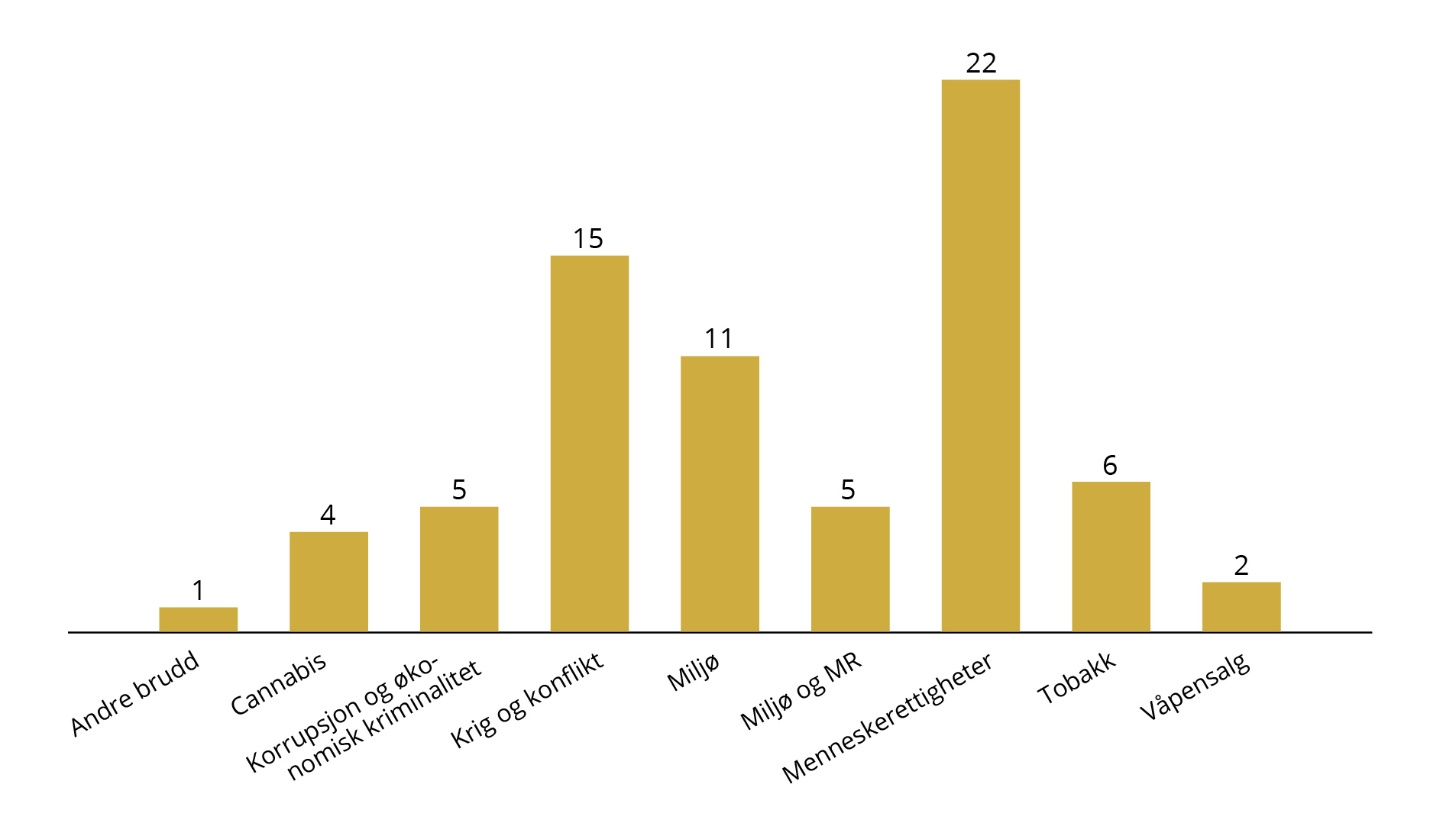 22
15
11
6
5
5
4
2
1
Andre brudd
Cannabis
Korrupsjon og øko-
nomisk kriminalitet
Krig og konflikt
Miljø
Miljø og MR
Menneskerettigheter
Tobakk
Våpensalg